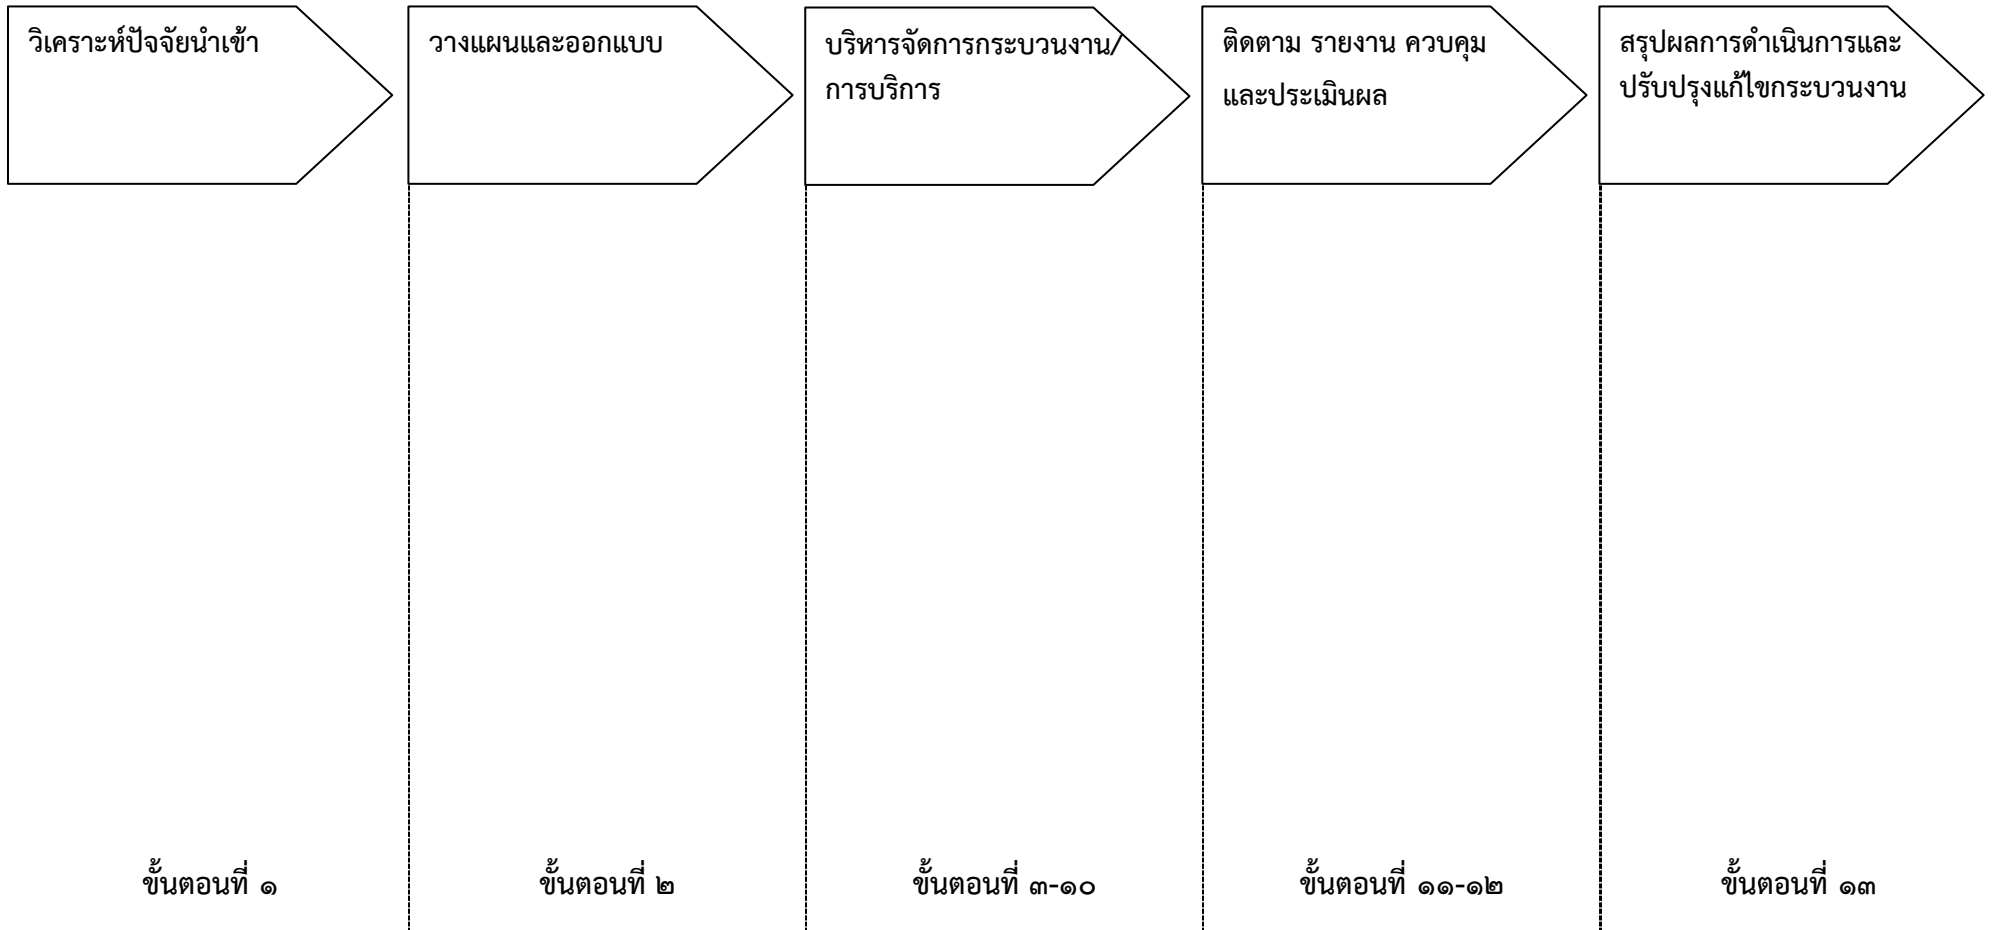 วิเคราะห์ปัจจัยนำเข้า
วางแผนและออกแบบ
บริหารจัดการกระบวนงาน/
การบริการ
ติดตาม รายงาน ควบคุม
และประเมินผล
สรุปผลการดำเนินการและ
ปรับปรุงแก้ไขกระบวนงาน
ขั้นตอนที่ ๑
ขั้นตอนที่ ๒
ขั้นตอนที่ ๓-๑๐
ขั้นตอนที่ ๑๑-๑๒
ขั้นตอนที่ ๑๓